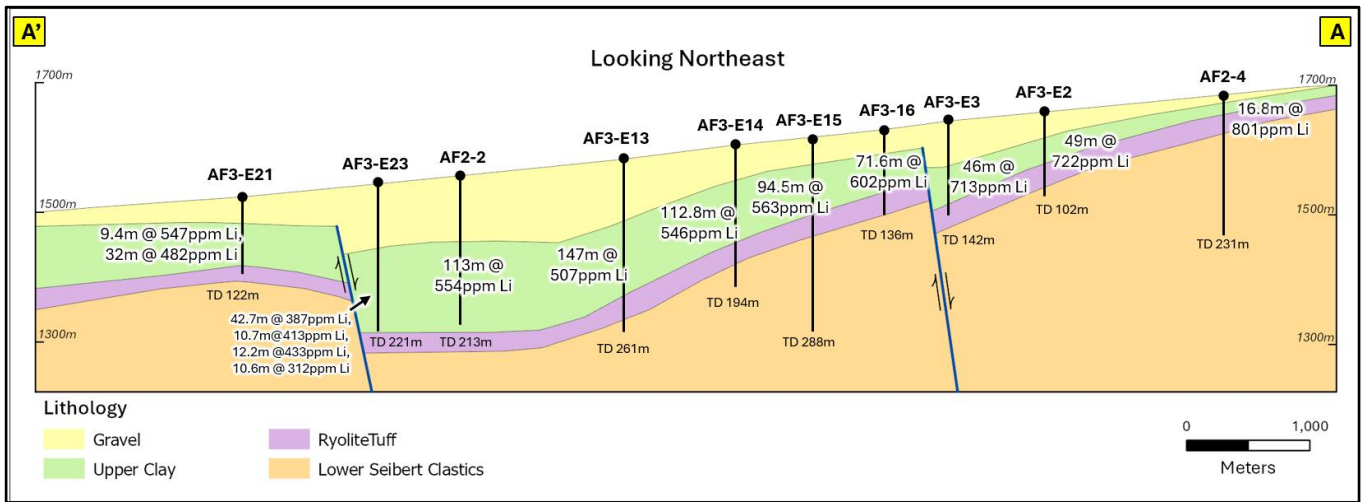 A'
A
Looking Northeast
1700m
1700m
AF2-4
AF3-E2
AF3-E3
AF3-16
AF3-E15
AF3-E14
AF3-E13
AF2-2
AF3-E23
AF3-E21
16.8m @
801ppm Li
49m @
722ppm Li
46m @
713ppm Li
71.6m @
602ppm Li
94.5m @
563ppm Li
112.8m @
546ppm Li
147m @
507ppm Li
113m @
554ppm Li
9.4m @ 547ppm Li,
32m @ 482ppm Li
1500m
1500m
TD 102m
TD 231m
TD 142m
TD 136m
TD 194m
TD 288m
TD 261m
TD 213m
TD 221m
TD 122m
42.7m @ 387ppm Li,
10.7m@413ppm Li,
12.2m @433ppm Li,
10.6m @ 312ppm Li
1300m
1300m
Lithology
Gravel
Upper Clay
RyoliteTuff
Lower Seibert Clastics
0 1,000
Meters